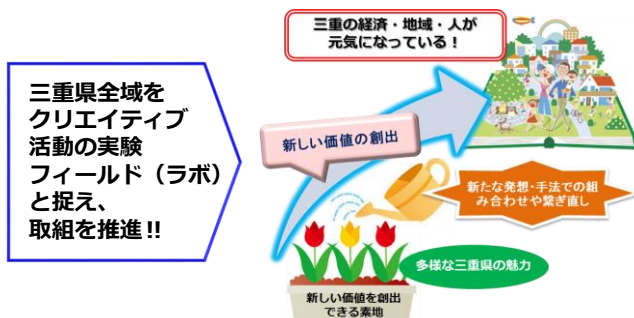 三重県全域を
クリエイティブ
活動の実験
フィールド（ラボ）
と捉え、
取組を推進‼
三重の経済・地域・人が
元気になっている！
新しい価値の創出
新たな発想・手法での組
み合わせや繋ぎ直し
多様な三重県の魅力
新しい価値を創出
できる素地